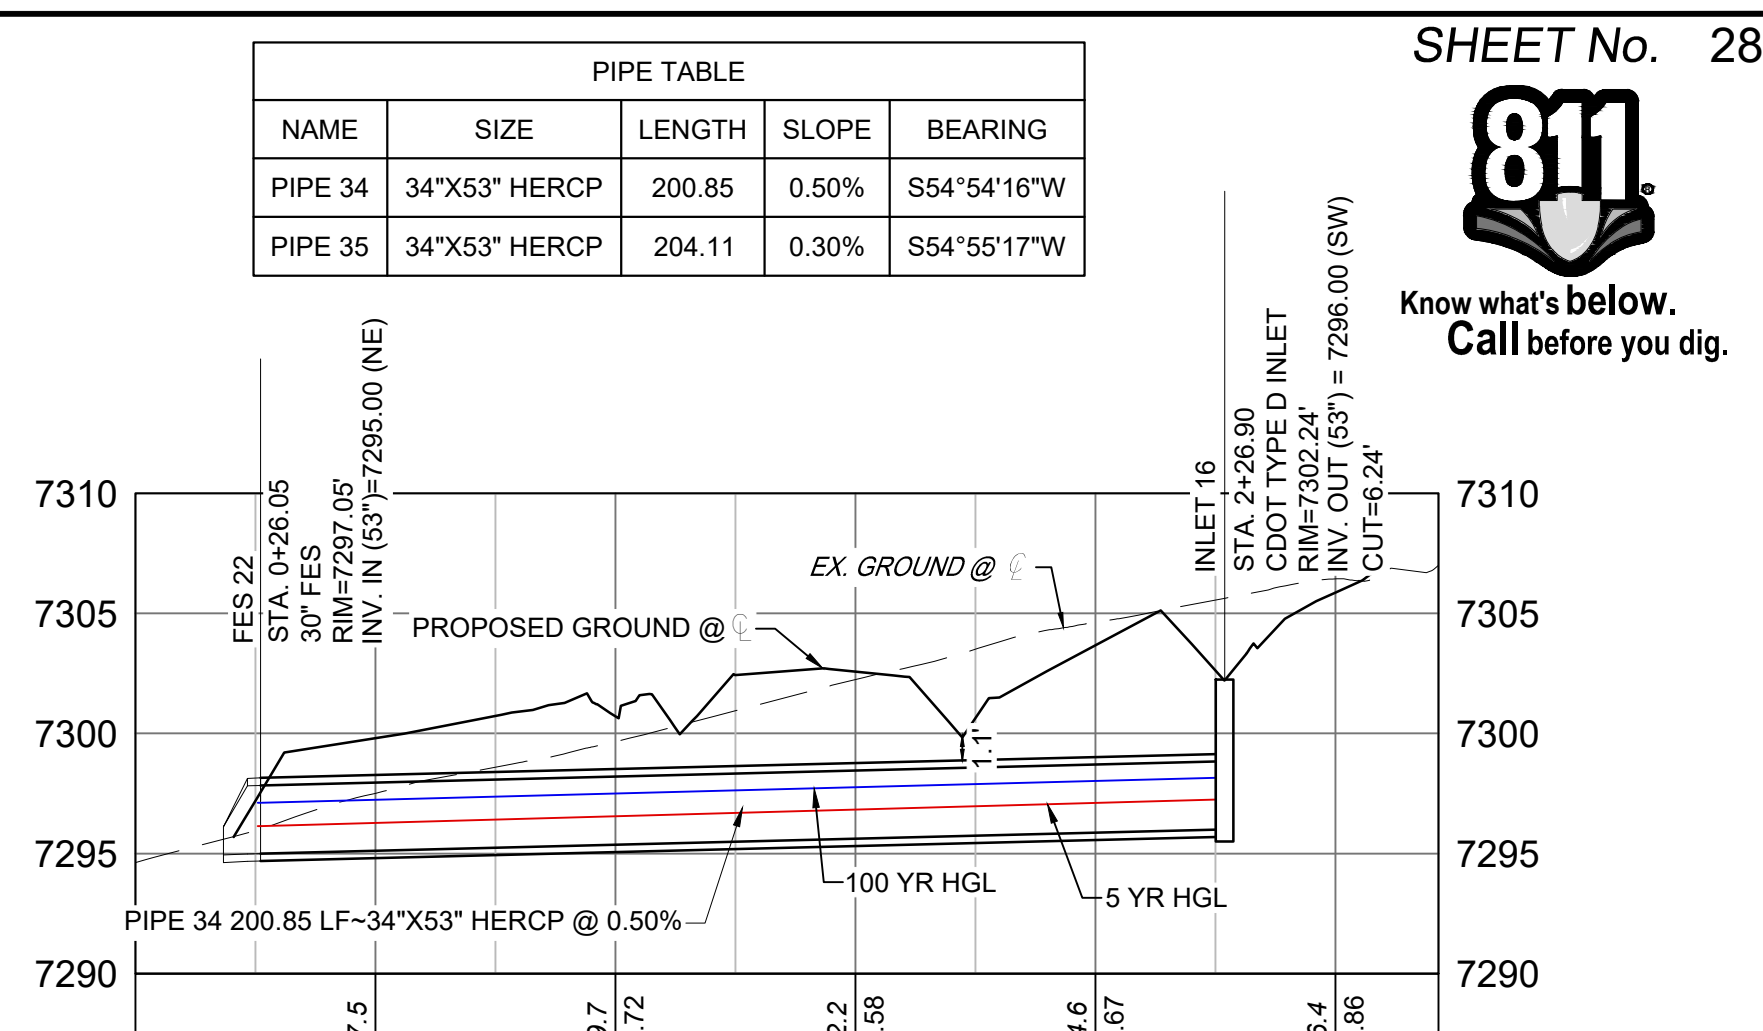 SHEET No. 28
PIPE TABLE
NAME SIZE LENGTH SLOPE BEARING
PIPE 34 34"X53" HERCP 200.85 0.50% S54°54'16"W
PIPE 35 34"X53" HERCP 204.11 0.30% S54°55'17"W
811®
Know what's below.
Call before you dig.
FES 22
STA. 0+26.05
30" FES
RIM=7297.05'
INV. IN (53")=7295.00 (NE)
INLET 16
STA. 2+26.90
CDOT TYPE D INLET
RIM=7302.24'
INV. OUT (53") = 7296.00 (SW)
CUT=6.24'
7310 7310
7305 7305
7300 7300
7295 7295
7290 7290
EX. GROUND @ ℄
PROPOSED GROUND @ ℄
1.1'
100 YR HGL
5 YR HGL
PIPE 34 200.85 LF~34"X53" HERCP @ 0.50%